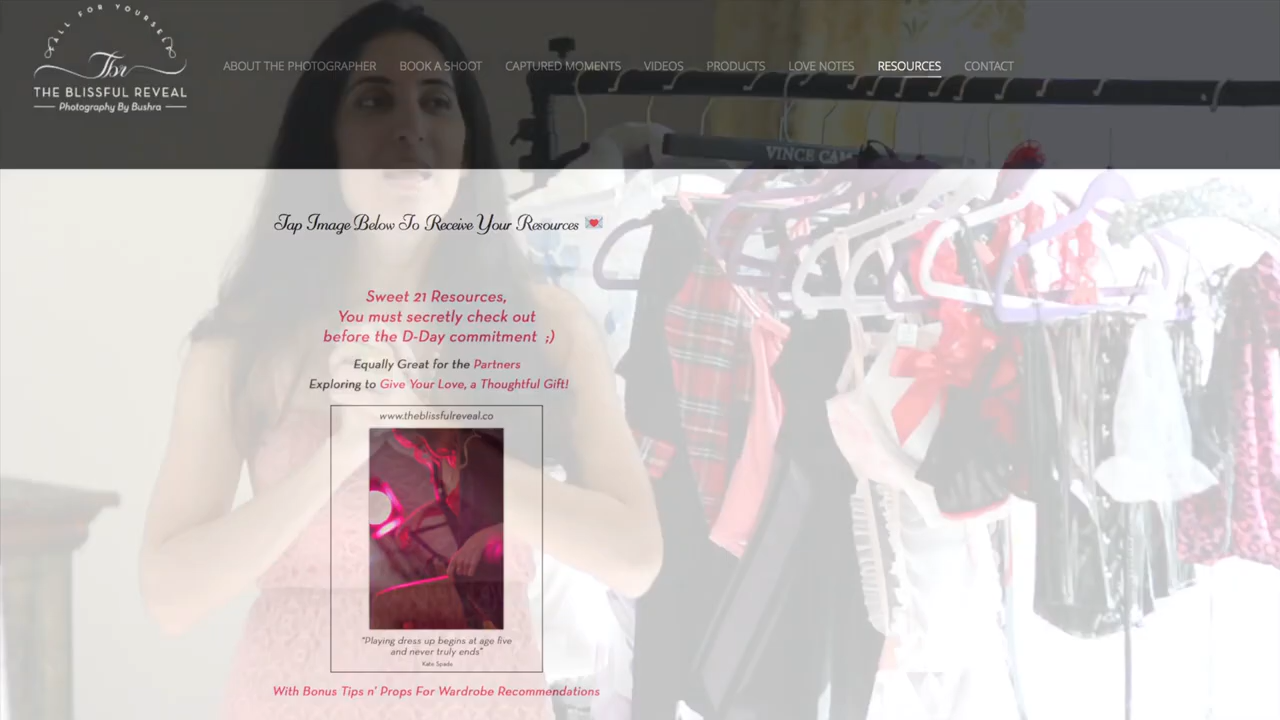 ALL FOR YOURSELF
Tbr
THE BLISSFUL REVEAL
Photography By Bushra
ABOUT THE PHOTOGRAPHER BOOK A SHOOT CAPTURED MOMENTS VIDEOS PRODUCTS LOVE NOTES RESOURCES CONTACT
VINCE CAM
Tap Image Below To Receive Your Resources 💌
Sweet 21 Resources,
You must secretly check out
before the D-Day commitment ;)
Equally Great for the Partners
Exploring to Give Your Love, a Thoughtful Gift!
www.theblissfulreveal.co
"Playing dress up begins at age five
and never truly ends"
Kate Spade
With Bonus Tips n' Props For Wardrobe Recommendations